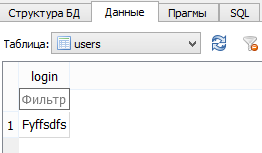 Структура БД Данные Прагмы SQL
Таблица: users
login
Фильтр
1 Fyffsdfs